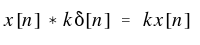 x[n] * kδ[n] = kx[n]